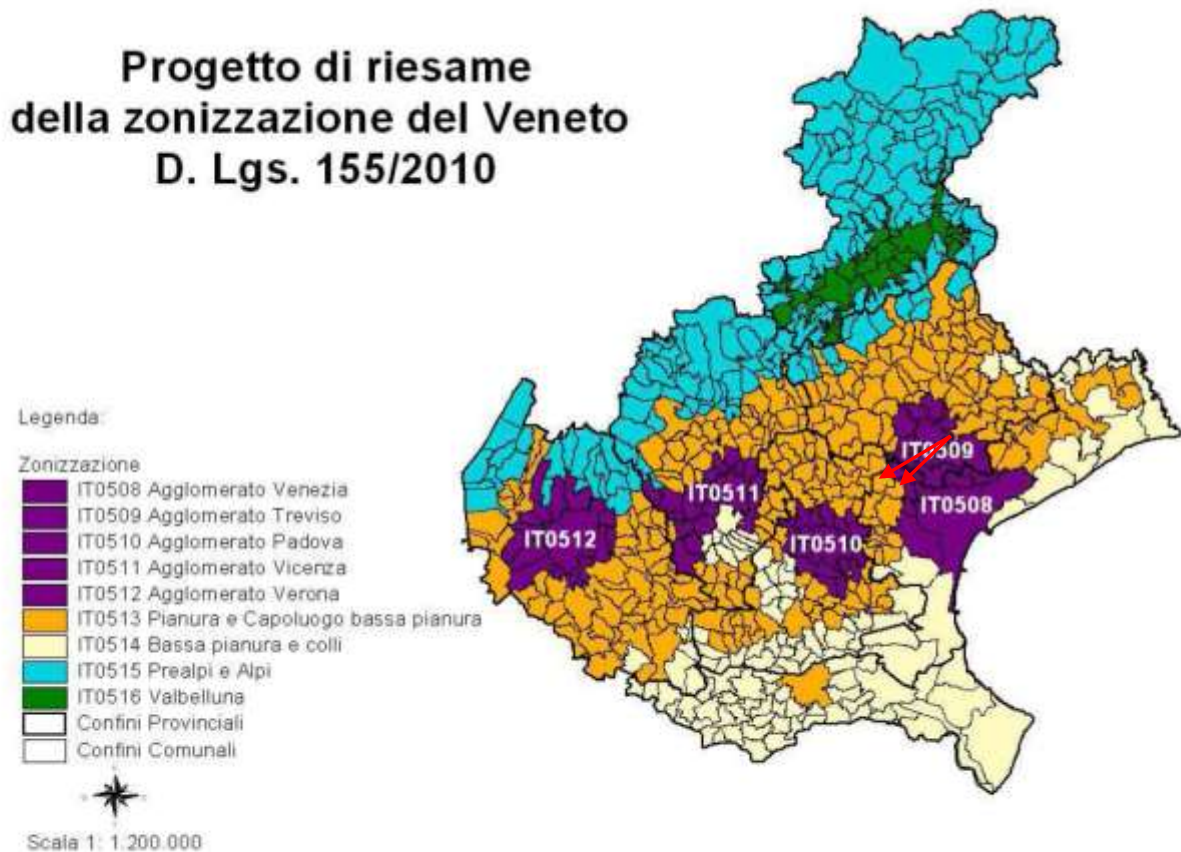 Progetto di riesame
della zonizzazione del Veneto
D. Lgs. 155/2010
Legenda:
Zonizzazione
IT0508 Agglomerato Venezia
IT0509 Agglomerato Treviso
IT0510 Agglomerato Padova
IT0511 Agglomerato Vicenza
IT0512 Agglomerato Verona
IT0513 Pianura e Capoluogo bassa pianura
IT0514 Bassa pianura e colli
IT0515 Prealpi e Alpi
IT0516 Valbelluna
Confini Provinciali
Confini Comunali
Scala 1: 1.200.000
IT0509
IT0511
IT0508
IT0512
IT0510